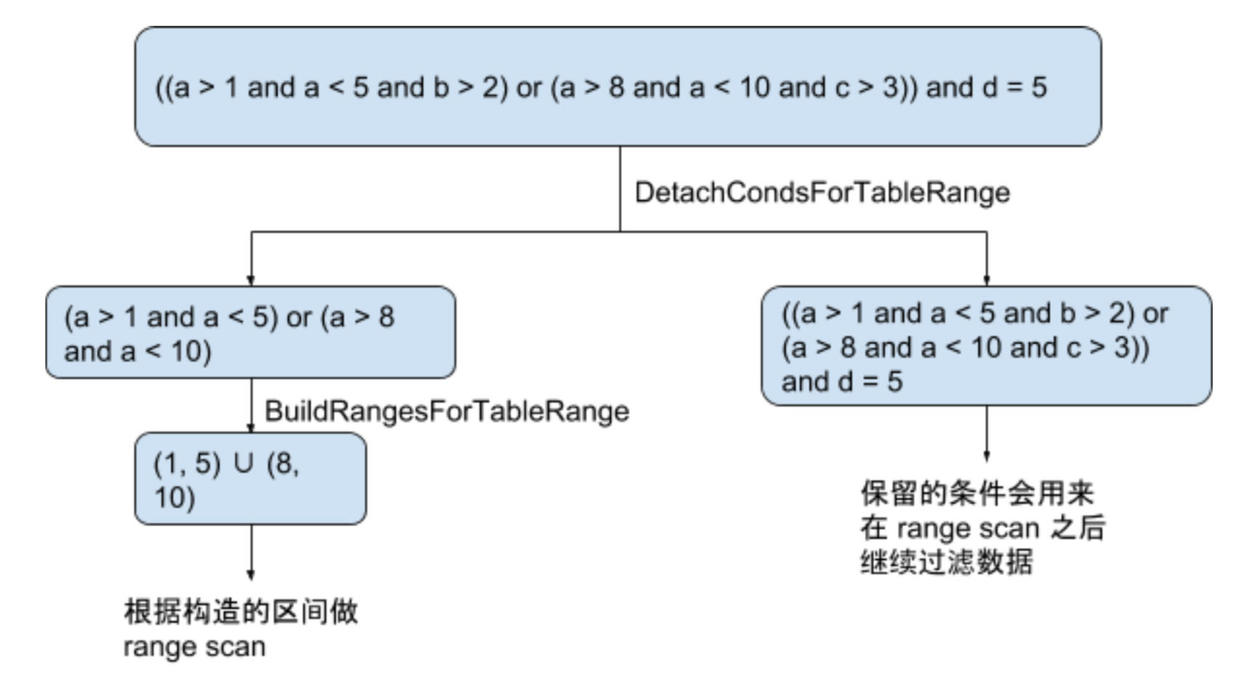 ((a > 1 and a < 5 and b > 2) or (a > 8 and a < 10 and c > 3)) and d = 5
DetachCondsForTableRange
(a > 1 and a < 5) or (a > 8
and a < 10)
((a > 1 and a < 5 and b > 2) or
(a > 8 and a < 10 and c > 3))
and d = 5
BuildRangesForTableRange
(1, 5) ∪ (8,
10)
保留的条件会用来
在 range scan 之后
继续过滤数据
根据构造的区间做
range scan